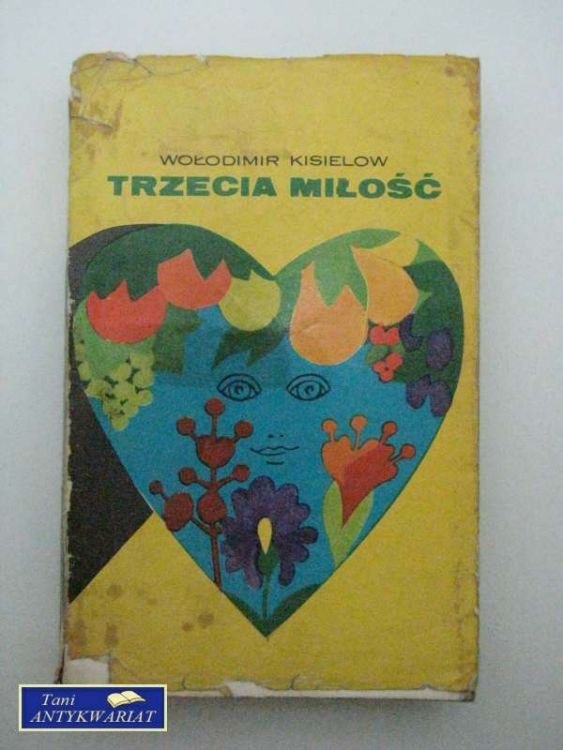 WOŁODIMIR KISIELOW
TRZECIA MIŁOŚĆ
Tani
ANTYKWARIAT